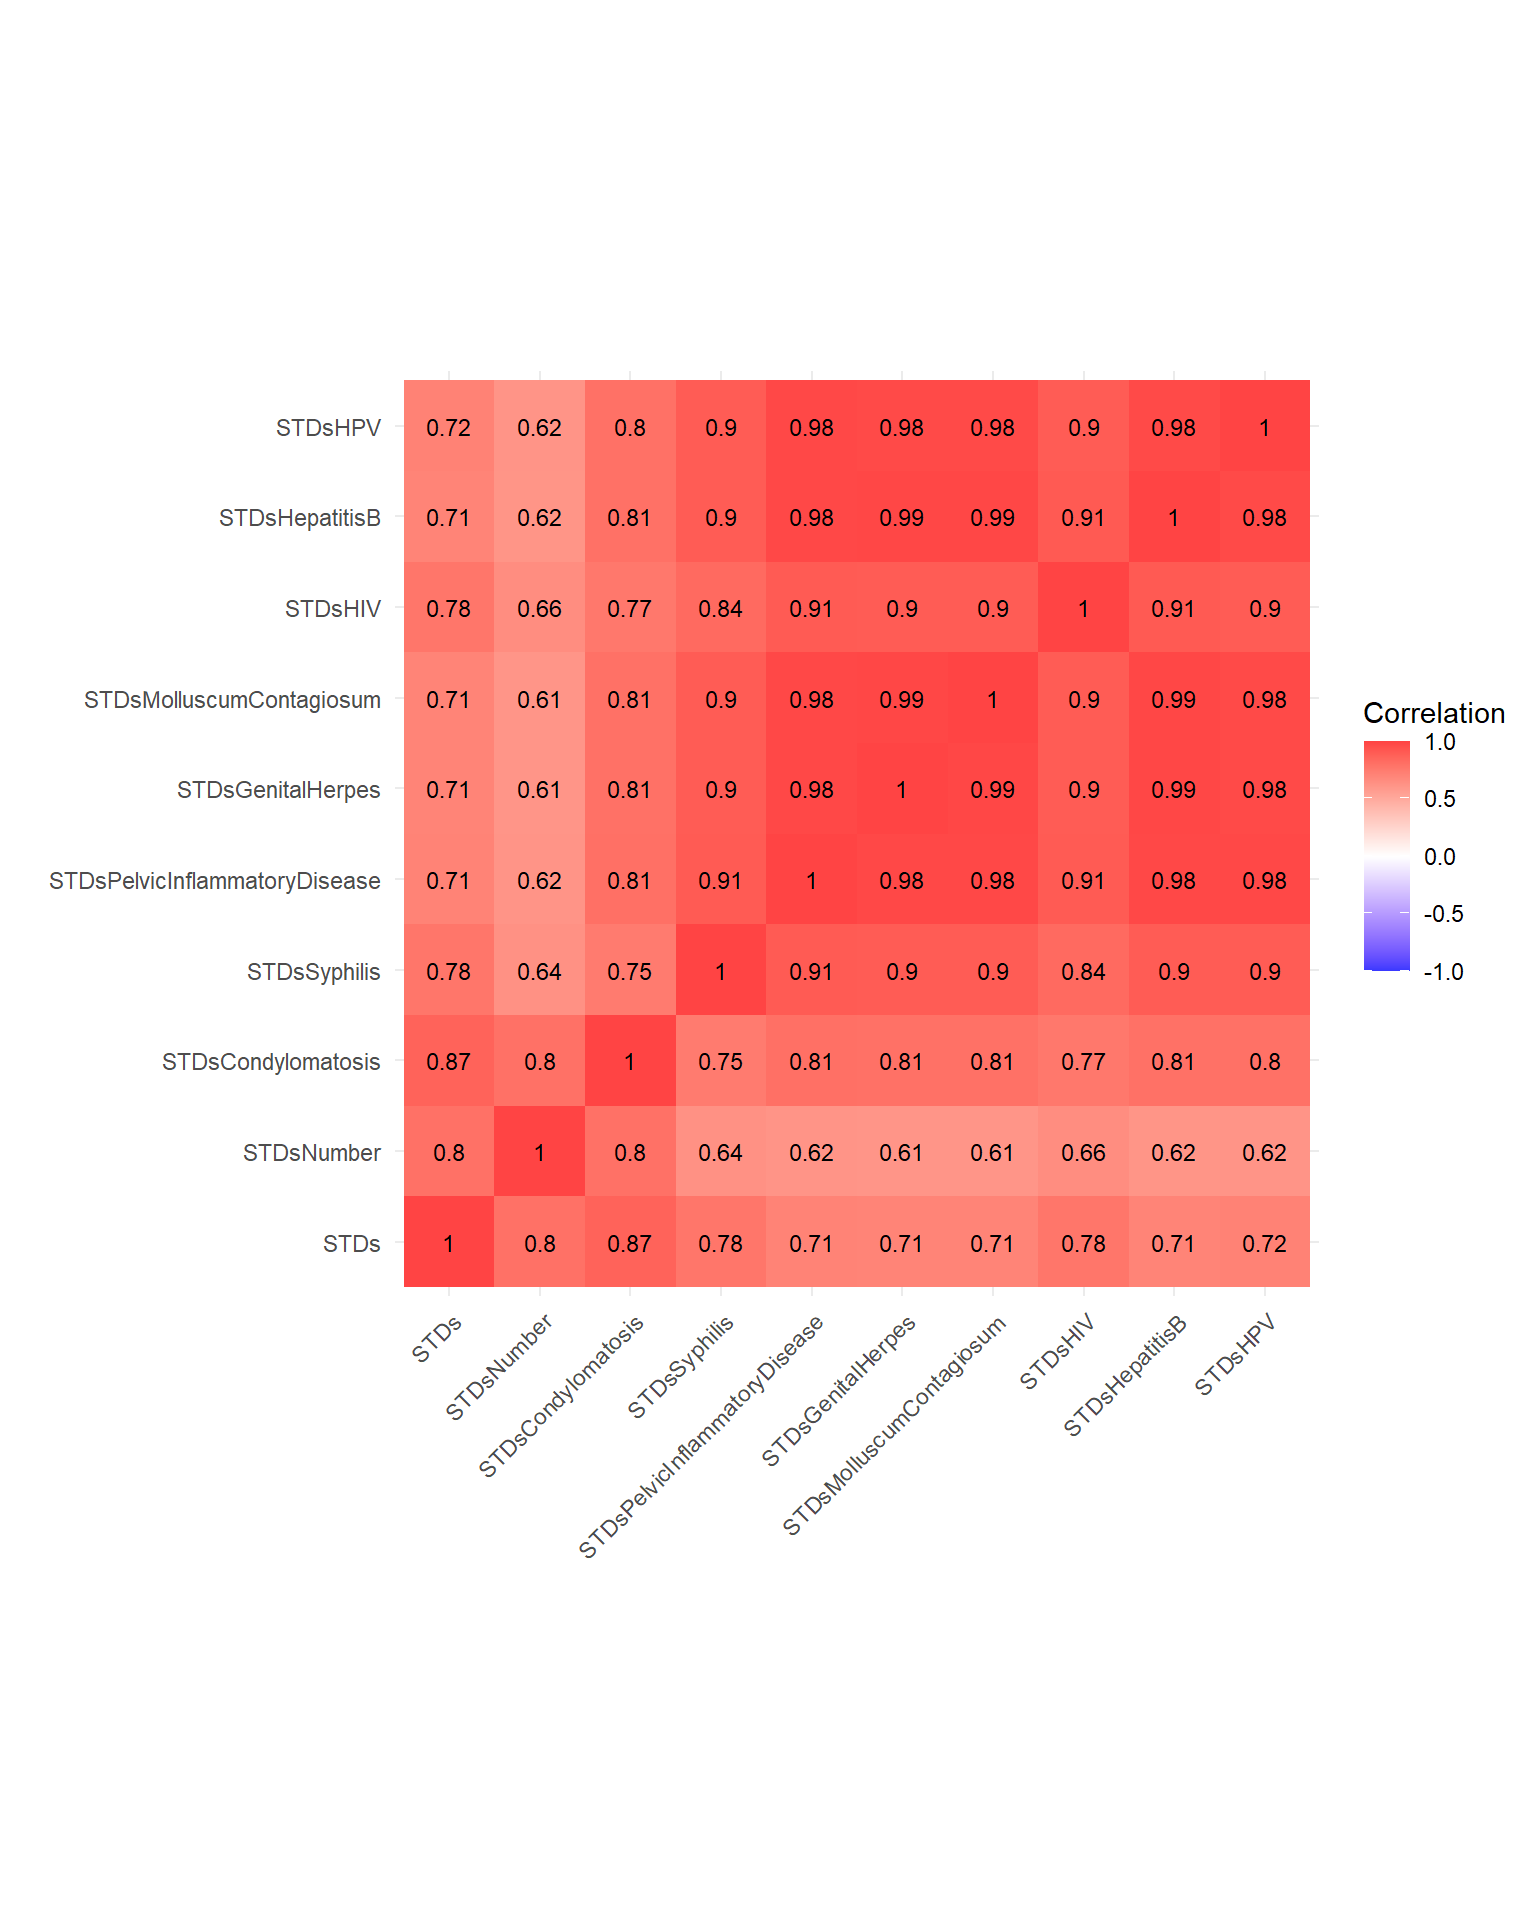 STDsHPV 0.72 0.62 0.8 0.9 0.98 0.98 0.98 0.9 0.98 1
STDsHepatitisB 0.71 0.62 0.81 0.9 0.98 0.99 0.99 0.91 1 0.98
STDsHIV 0.78 0.66 0.77 0.84 0.91 0.9 0.9 1 0.91 0.9
STDsMolluscumContagiosum 0.71 0.61 0.81 0.9 0.98 0.99 1 0.9 0.99 0.98
STDsGenitalHerpes 0.71 0.61 0.81 0.9 0.98 1 0.99 0.9 0.99 0.98
STDsPelvicInflammatoryDisease 0.71 0.62 0.81 0.91 1 0.98 0.98 0.91 0.98 0.98
STDsSyphilis 0.78 0.64 0.75 1 0.91 0.9 0.9 0.84 0.9 0.9
STDsCondylomatosis 0.87 0.8 1 0.75 0.81 0.81 0.81 0.77 0.81 0.8
STDsNumber 0.8 1 0.8 0.64 0.62 0.61 0.61 0.66 0.62 0.62
STDs 1 0.8 0.87 0.78 0.71 0.71 0.71 0.78 0.71 0.72
STDs
STDsNumber
STDsCondylomatosis
STDsSyphilis
STDsPelvicInflammatoryDisease
STDsGenitalHerpes
STDsMolluscumContagiosum
STDsHIV
STDsHepatitisB
STDsHPV
Correlation
1.0
0.5
0.0
-0.5
-1.0